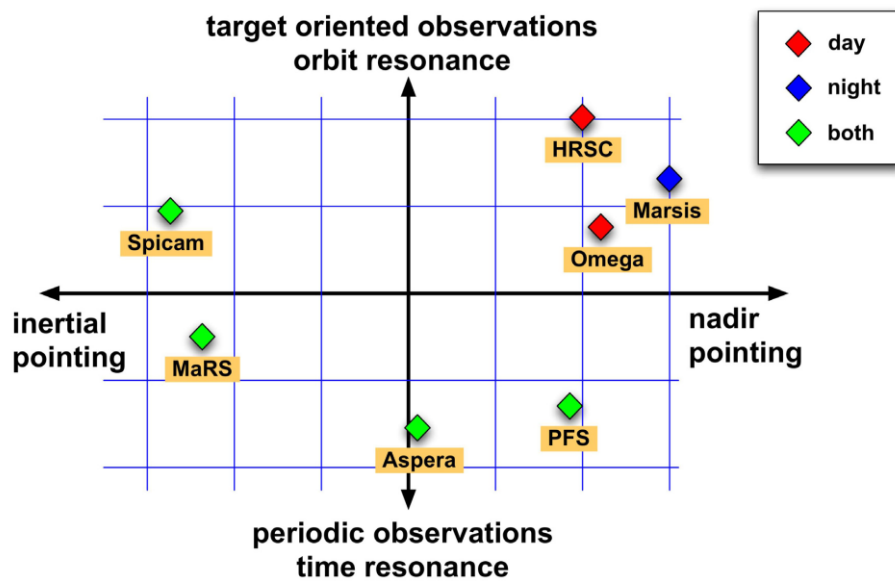 target oriented observations
orbit resonance
day
night
both
HRSC
Marsis
Spicam
Omega
inertial
pointing
nadir
pointing
MaRS
PFS
Aspera
periodic observations
time resonance